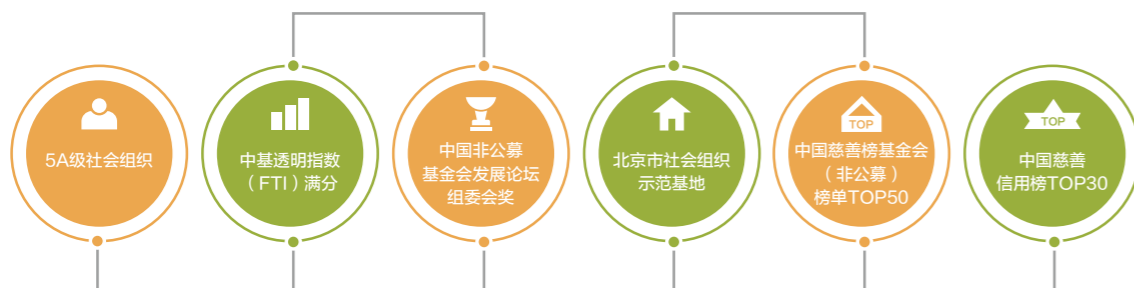 5A级社会组织
中基透明指数
（FTI）满分
中国非公募
基金会发展论坛
组委会奖
北京市社会组织
示范基地
TOP
中国慈善榜基金会
（非公募）
榜单TOP50
TOP
中国慈善
信用榜TOP30